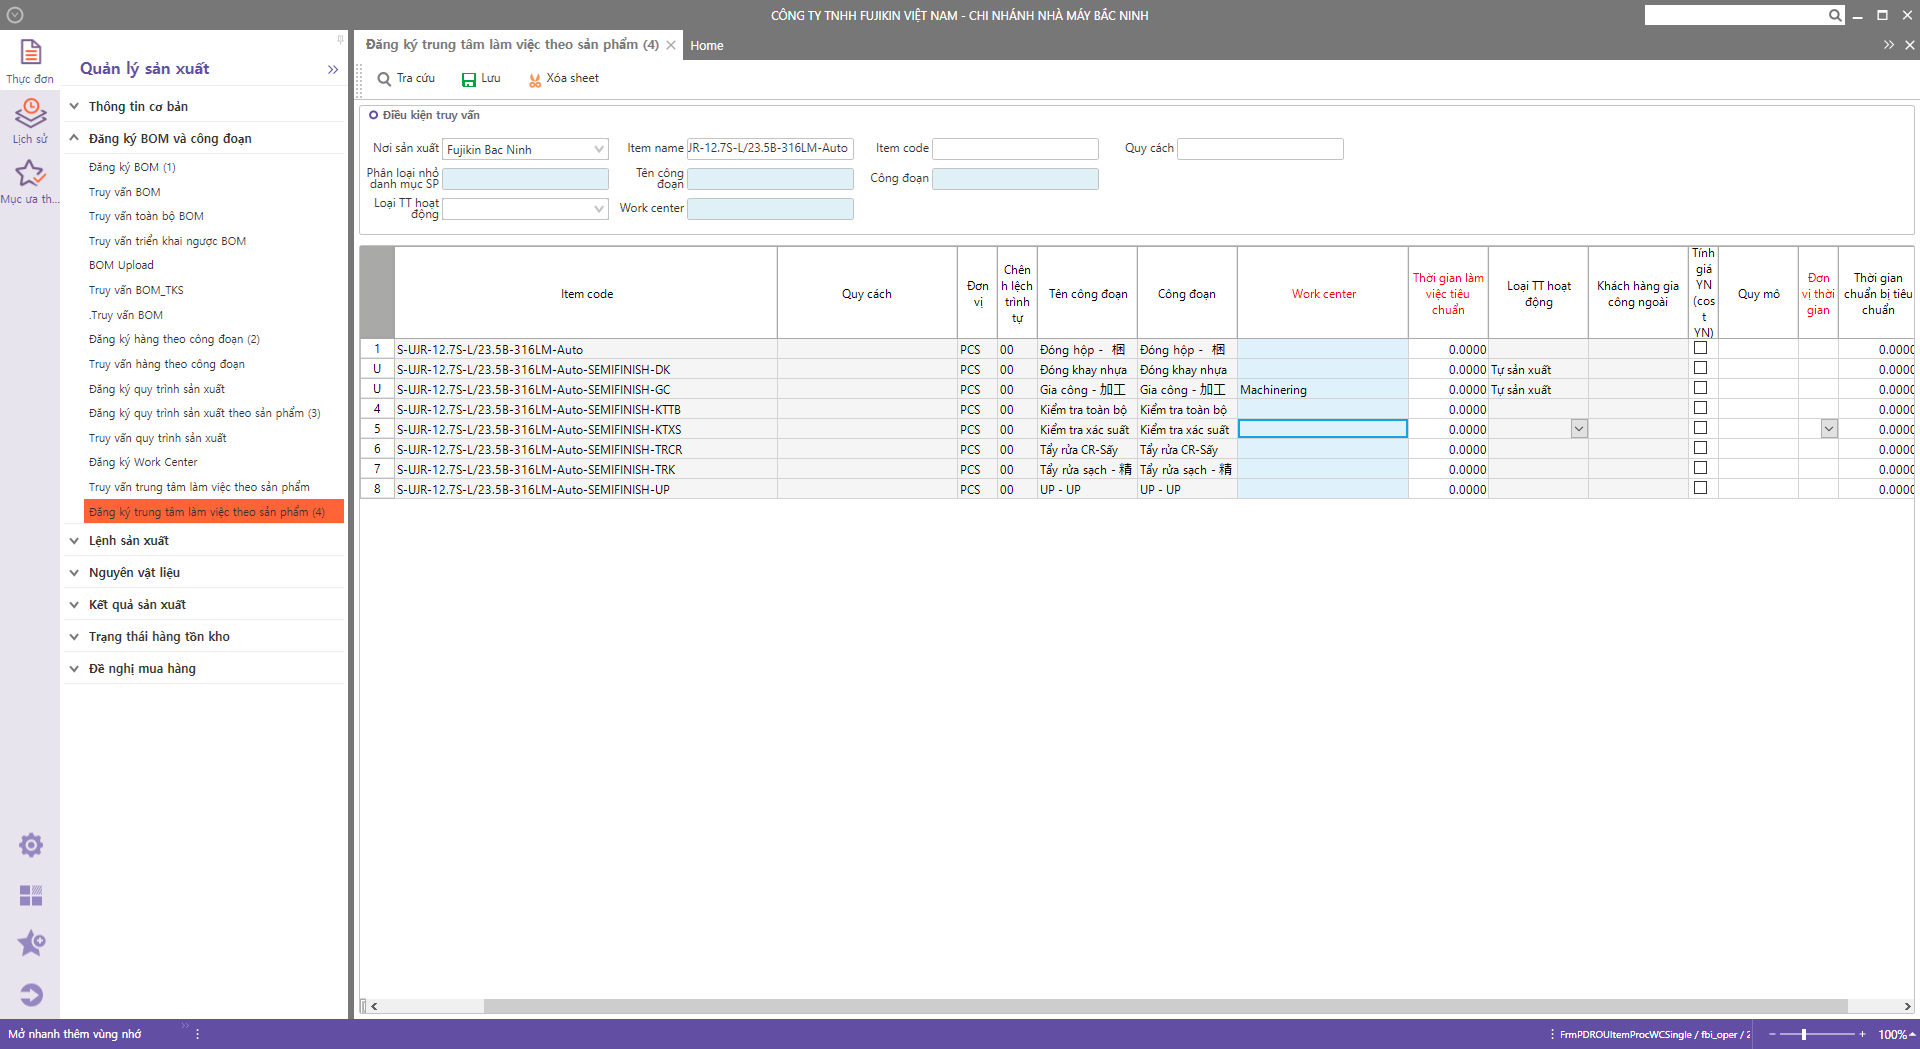 CÔNG TY TNHH FUJIKIN VIỆT NAM - CHI NHÁNH NHÀ MÁY BẮC NINH
Thực đơn
Lịch sử
Mục ưa th...
Quản lý sản xuất
Thông tin cơ bản
Đăng ký BOM và công đoạn
Đăng ký BOM (1)
Truy vấn BOM
Truy vấn toàn bộ BOM
Truy vấn triển khai ngược BOM
BOM Upload
Truy vấn BOM_TKS
.Truy vấn BOM
Đăng ký hàng theo công đoạn (2)
Truy vấn hàng theo công đoạn
Đăng ký quy trình sản xuất
Đăng ký quy trình sản xuất theo sản phẩm (3)
Truy vấn quy trình sản xuất
Đăng ký Work Center
Truy vấn trung tâm làm việc theo sản phẩm
Đăng ký trung tâm làm việc theo sản phẩm (4)
Lệnh sản xuất
Nguyên vật liệu
Kết quả sản xuất
Trạng thái hàng tồn kho
Đề nghị mua hàng
Đăng ký trung tâm làm việc theo sản phẩm (4) Home
Tra cứu Lưu Xóa sheet
Điều kiện truy vấn
Nơi sản xuất Fujikin Bac Ninh Item name JR-12.7S-L/23.5B-316LM-Auto Item code Quy cách
Phân loại nhỏ danh mục SP Tên công đoạn Công đoạn
Loại TT hoạt động Work center
Item code Quy cách Đơn vị Chênh lệch trình tự Tên công đoạn Công đoạn Work center Thời gian làm việc tiêu chuẩn Loại TT hoạt động Khách hàng gia công ngoài Tính giá YN (cost YN) Quy mô Đơn vị thời gian Thời gian chuẩn bị tiêu chuẩn
1 S-UJR-12.7S-L/23.5B-316LM-Auto PCS 00 Đóng hộp - 梱 Đóng hộp - 梱 0.0000 0.0000
U S-UJR-12.7S-L/23.5B-316LM-Auto-SEMIFINISH-DK PCS 00 Đóng khay nhựa Đóng khay nhựa 0.0000 Tự sản xuất 0.0000
U S-UJR-12.7S-L/23.5B-316LM-Auto-SEMIFINISH-GC PCS 00 Gia công - 加工 Gia công - 加工 Machinering 0.0000 Tự sản xuất 0.0000
4 S-UJR-12.7S-L/23.5B-316LM-Auto-SEMIFINISH-KTTB PCS 00 Kiểm tra toàn bộ Kiểm tra toàn bộ 0.0000 0.0000
5 S-UJR-12.7S-L/23.5B-316LM-Auto-SEMIFINISH-KTXS PCS 00 Kiểm tra xác suất Kiểm tra xác suất 0.0000 0.0000
6 S-UJR-12.7S-L/23.5B-316LM-Auto-SEMIFINISH-TRCR PCS 00 Tẩy rửa CR-Sấy Tẩy rửa CR-Sấy 0.0000 0.0000
7 S-UJR-12.7S-L/23.5B-316LM-Auto-SEMIFINISH-TRK PCS 00 Tẩy rửa sạch - 精 Tẩy rửa sạch - 精 0.0000 0.0000
8 S-UJR-12.7S-L/23.5B-316LM-Auto-SEMIFINISH-UP PCS 00 UP - UP UP - UP 0.0000 0.0000
Mở nhanh thêm vùng nhớ
FrmPDROUItemProcWCSingle / fbi_oper / 2
100%